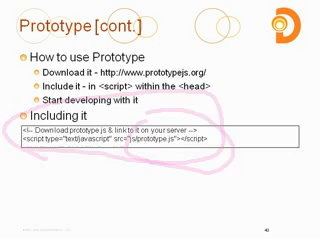 Prototype [cont.]
How to use Prototype
Download it - http://www.prototypejs.org/
Include it - in <script> within the <head>
Start developing with it
Including it
<!-- Download prototype.js & link to it on your server -->
<script type="text/javascript" src="js/prototype.js"></script>